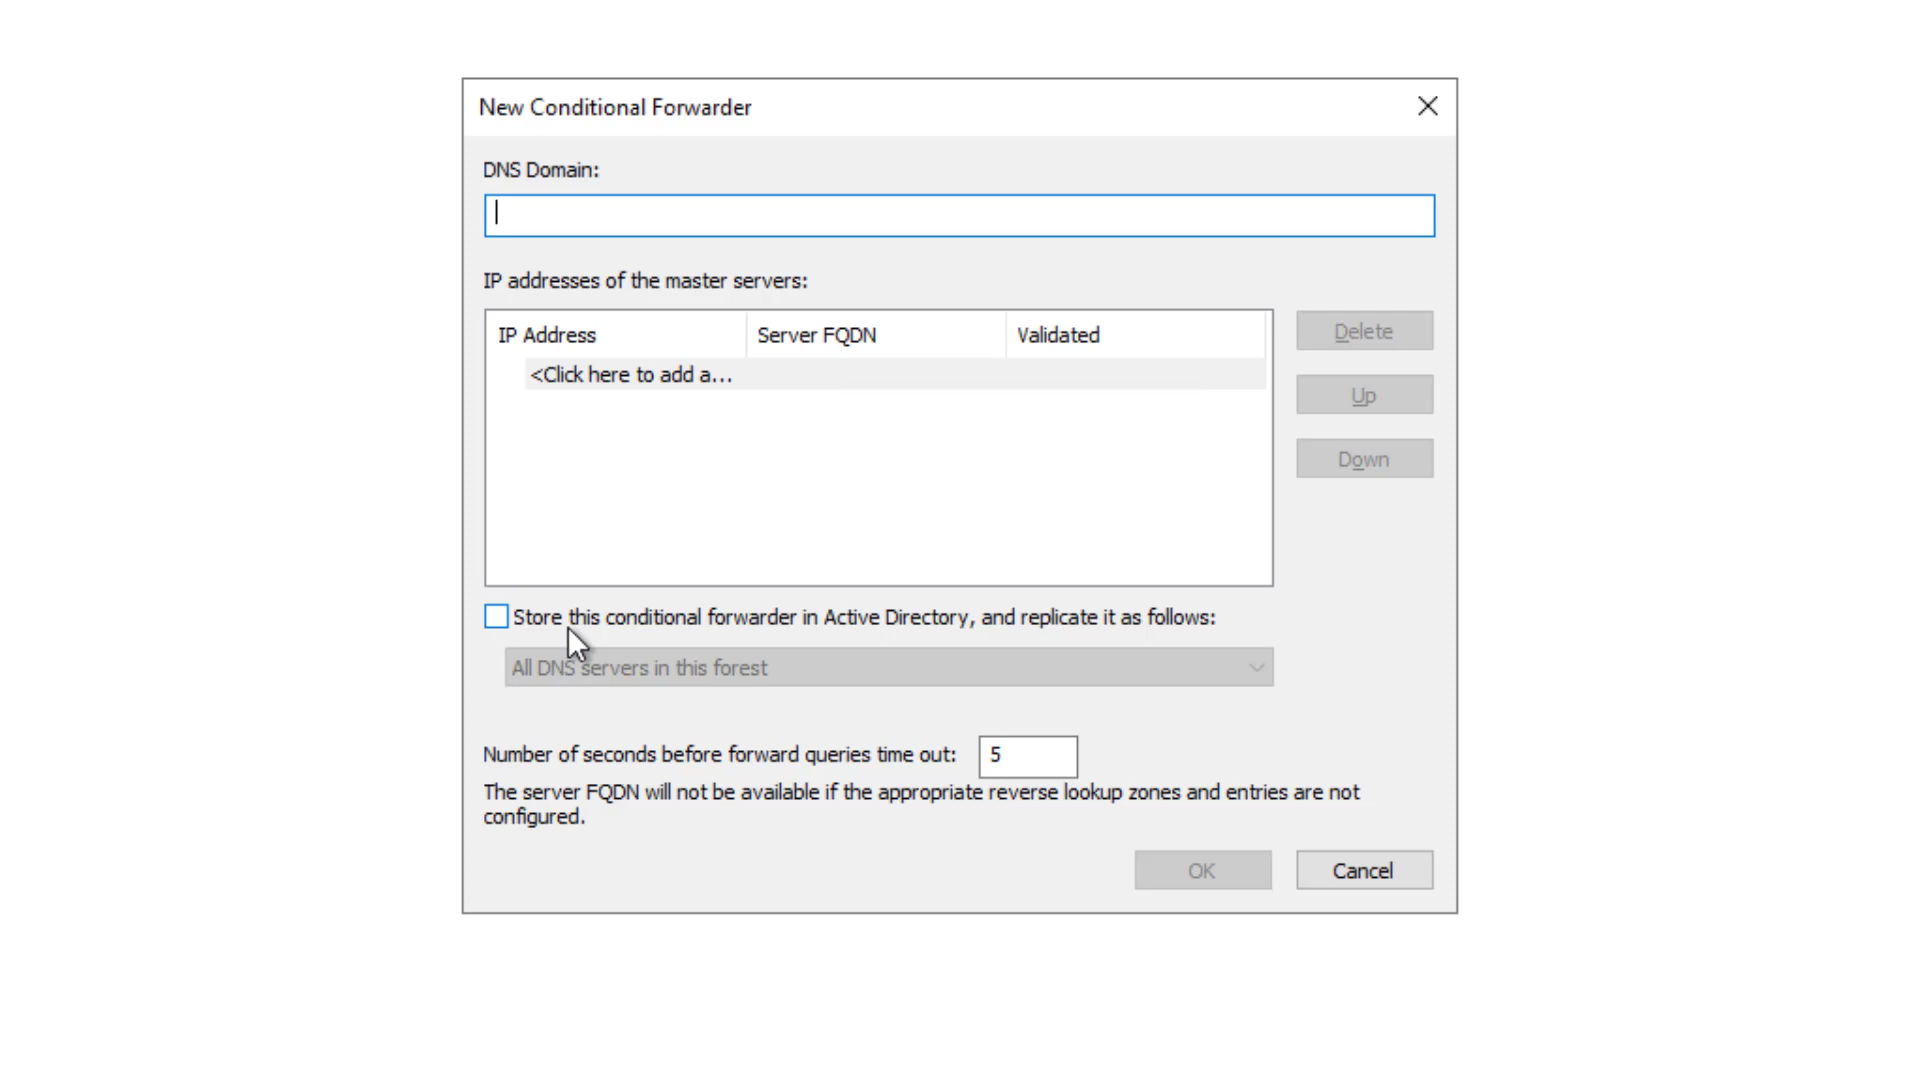 New Conditional Forwarder
DNS Domain:
IP addresses of the master servers:
IP Address Server FQDN Validated
<Click here to add a...
Delete
Up
Down
Store this conditional forwarder in Active Directory, and replicate it as follows:
All DNS servers in this forest
Number of seconds before forward queries time out: 5
The server FQDN will not be available if the appropriate reverse lookup zones and entries are not
configured.
OK Cancel